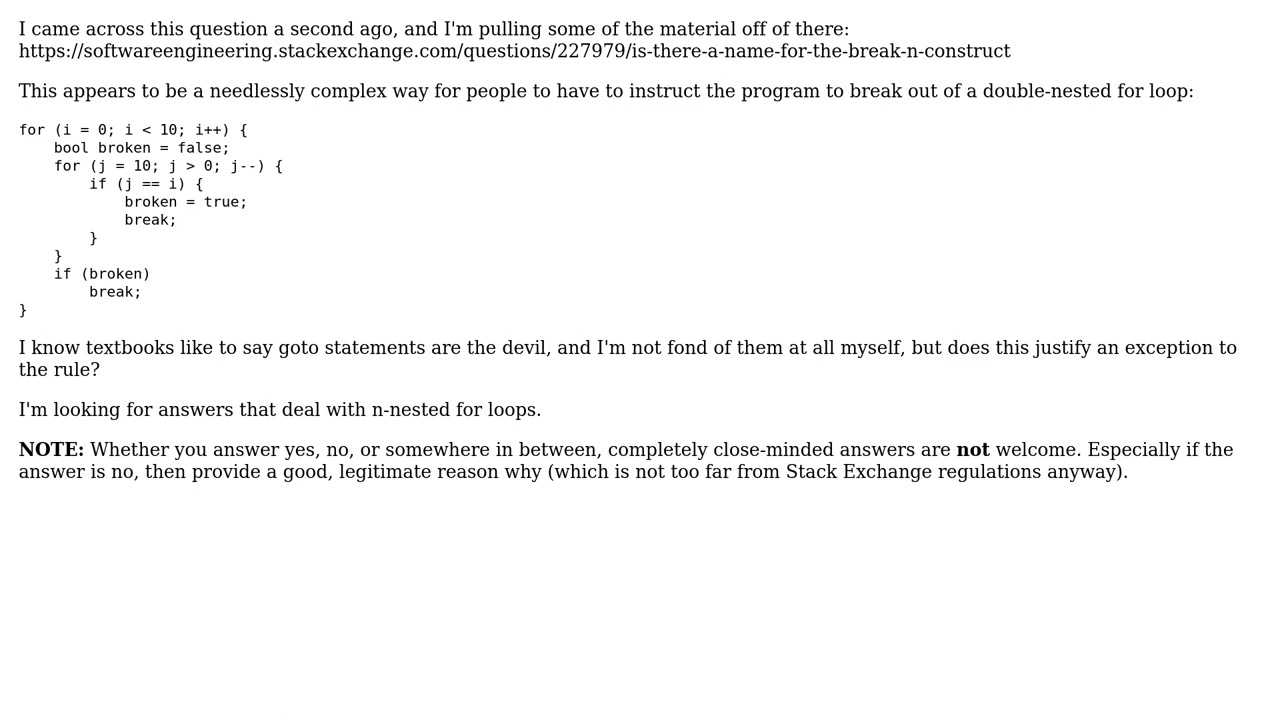 I came across this question a second ago, and I'm pulling some of the material off of there:
https://softwareengineering.stackexchange.com/questions/227979/is-there-a-name-for-the-break-n-construct
This appears to be a needlessly complex way for people to have to instruct the program to break out of a double-nested for loop:
for (i = 0; i < 10; i++) {
    bool broken = false;
    for (j = 10; j > 0; j--) {
        if (j == i) {
            broken = true;
            break;
        }
    }
    if (broken)
        break;
}
I know textbooks like to say goto statements are the devil, and I'm not fond of them at all myself, but does this justify an exception to
the rule?
I'm looking for answers that deal with n-nested for loops.
NOTE: Whether you answer yes, no, or somewhere in between, completely close-minded answers are not welcome. Especially if the
answer is no, then provide a good, legitimate reason why (which is not too far from Stack Exchange regulations anyway).